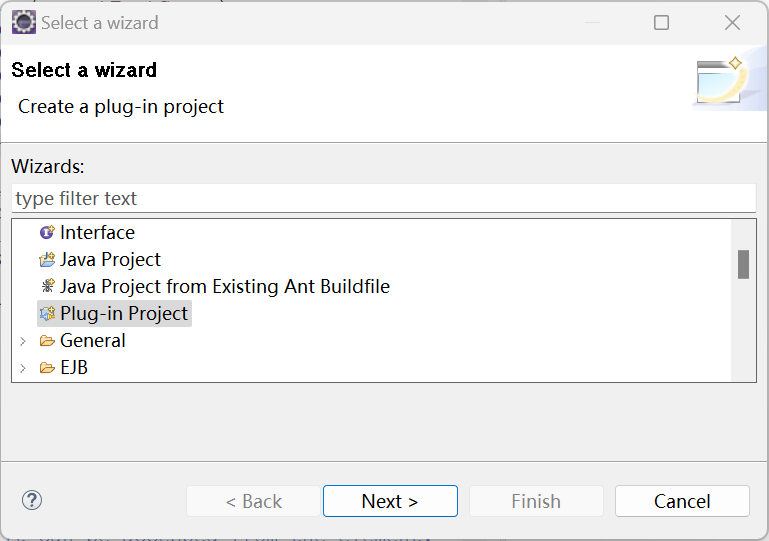 Select a wizard
Select a wizard
Create a plug-in project
Wizards:
type filter text
Interface
Java Project
Java Project from Existing Ant Buildfile
Plug-in Project
General
EJB
< Back Next > Finish Cancel